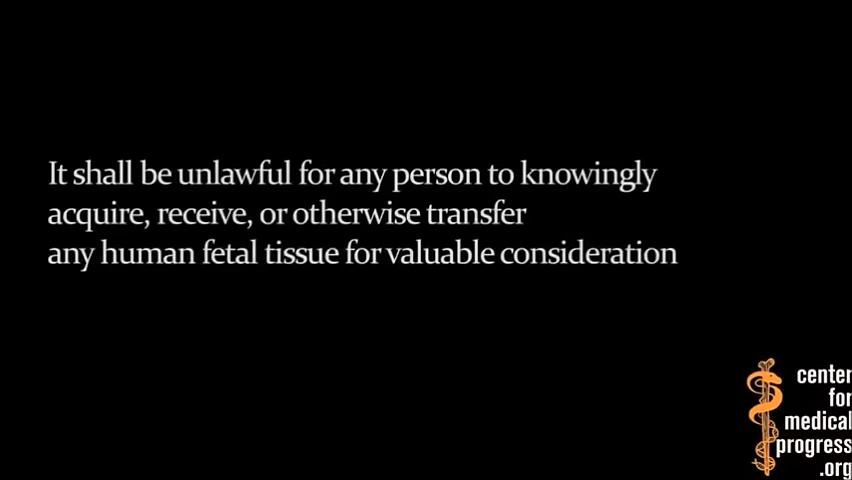 It shall be unlawful for any person to knowingly
acquire, receive, or otherwise transfer
any human fetal tissue for valuable consideration
center
for
medical
progress
.org